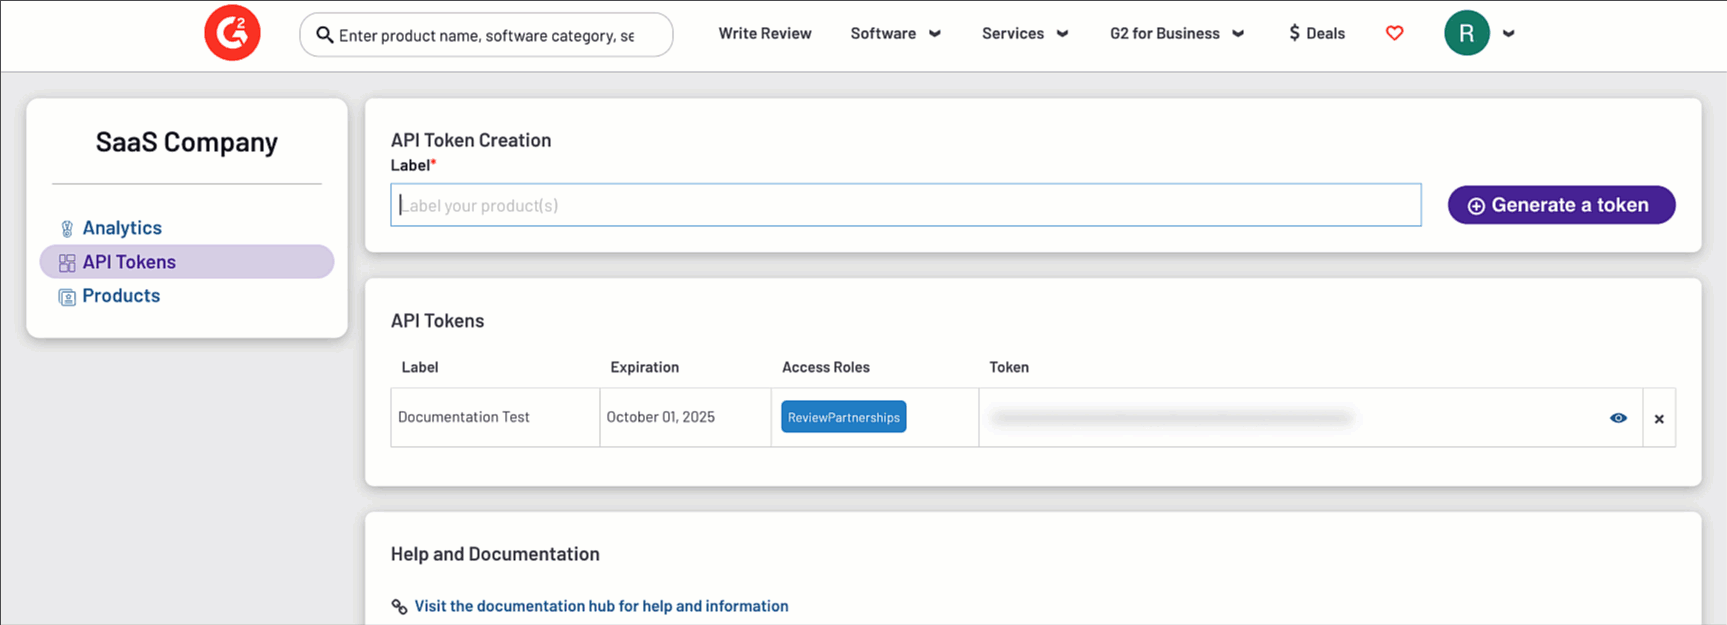 G2
Enter product name, software category, se
Write Review
Software
Services
G2 for Business
$ Deals
R
SaaS Company
Analytics
API Tokens
Products
API Token Creation
Label*
Label your product(s)
Generate a token
API Tokens
Label Expiration Access Roles Token
Documentation Test October 01, 2025 ReviewPartnerships
Help and Documentation
Visit the documentation hub for help and information